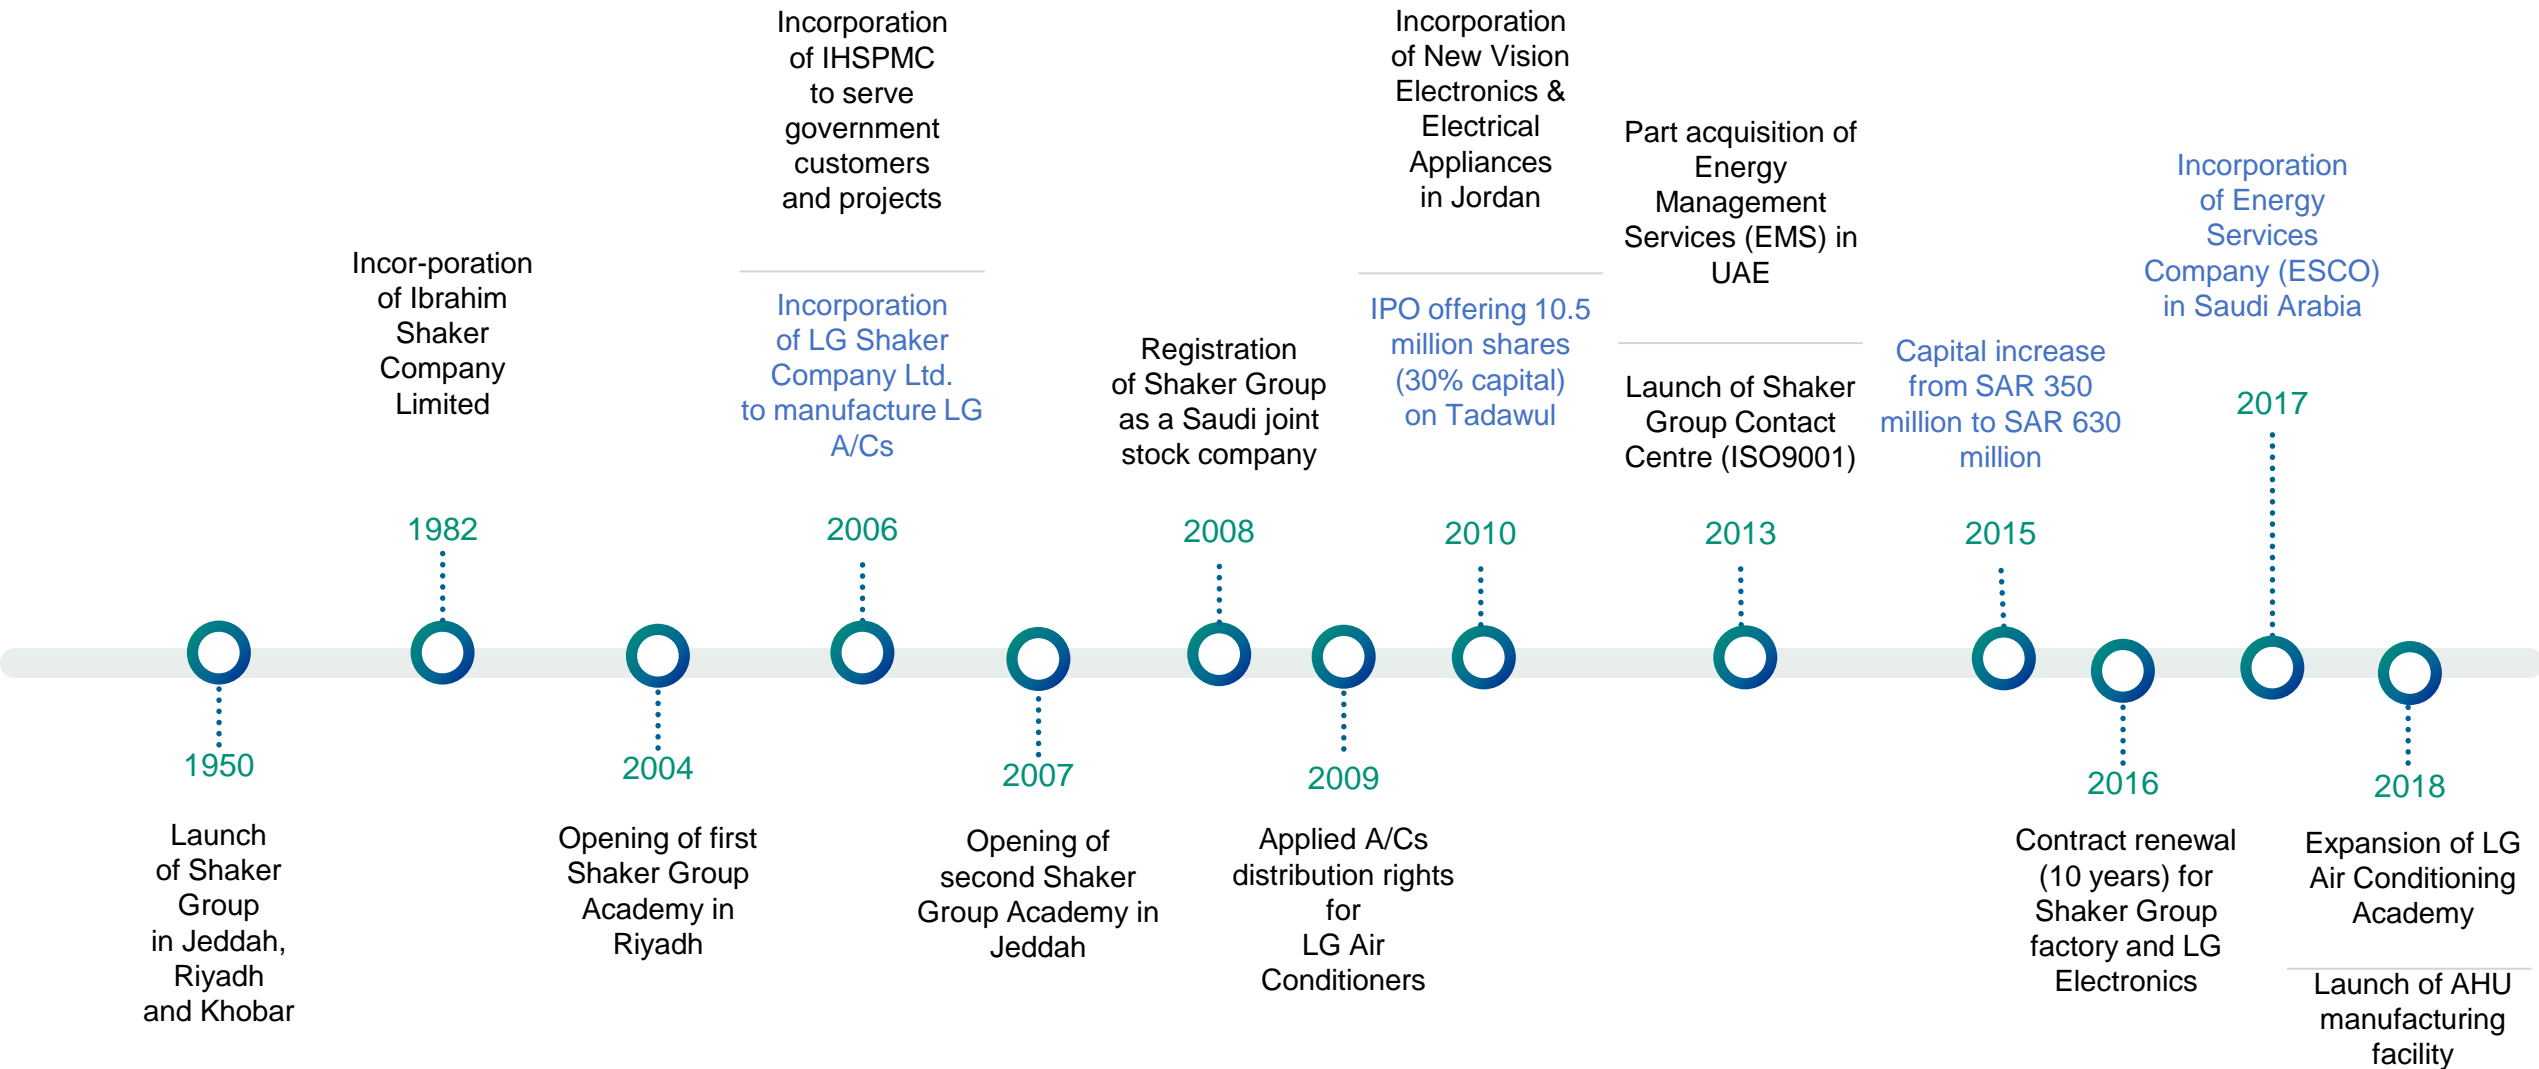 1950
Launch
of Shaker
Group
in Jeddah,
Riyadh
and Khobar
Incor-poration
of Ibrahim
Shaker
Company
Limited
1982
2004
Opening of first
Shaker Group
Academy in
Riyadh
Incorporation
of IHSPMC
to serve
government
customers
and projects
Incorporation
of LG Shaker
Company Ltd.
to manufacture LG
A/Cs
2006
2007
Opening of
second Shaker
Group Academy in
Jeddah
Registration
of Shaker Group
as a Saudi joint
stock company
2008
2009
Applied A/Cs
distribution rights
for
LG Air
Conditioners
Incorporation
of New Vision
Electronics &
Electrical
Appliances
in Jordan
IPO offering 10.5
million shares
(30% capital)
on Tadawul
2010
Part acquisition of
Energy
Management
Services (EMS) in
UAE
Launch of Shaker
Group Contact
Centre (ISO9001)
2013
Capital increase
from SAR 350
million to SAR 630
million
2015
2016
Contract renewal
(10 years) for
Shaker Group
factory and LG
Electronics
Incorporation
of Energy
Services
Company (ESCO)
in Saudi Arabia
2017
2018
Expansion of LG
Air Conditioning
Academy
Launch of AHU
manufacturing
facility